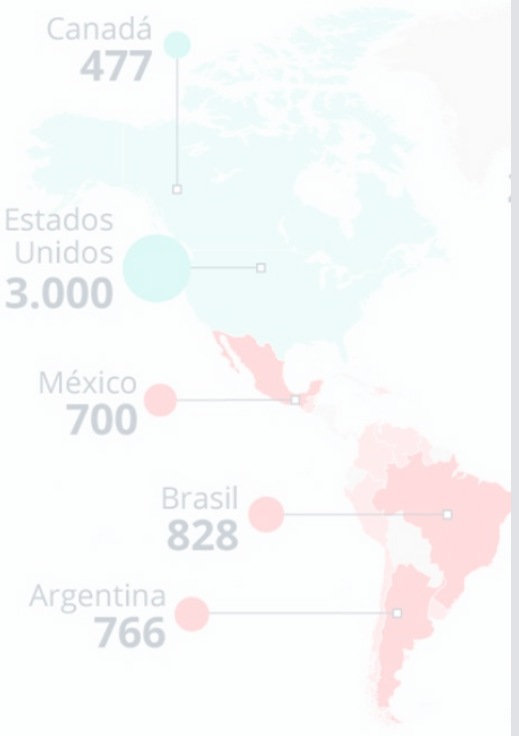 Canadá
477
Estados
Unidos
3.000
México
700
Brasil
828
Argentina
766